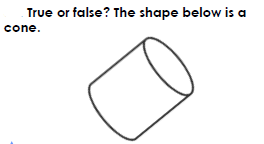 True or false? The shape below is a
cone.